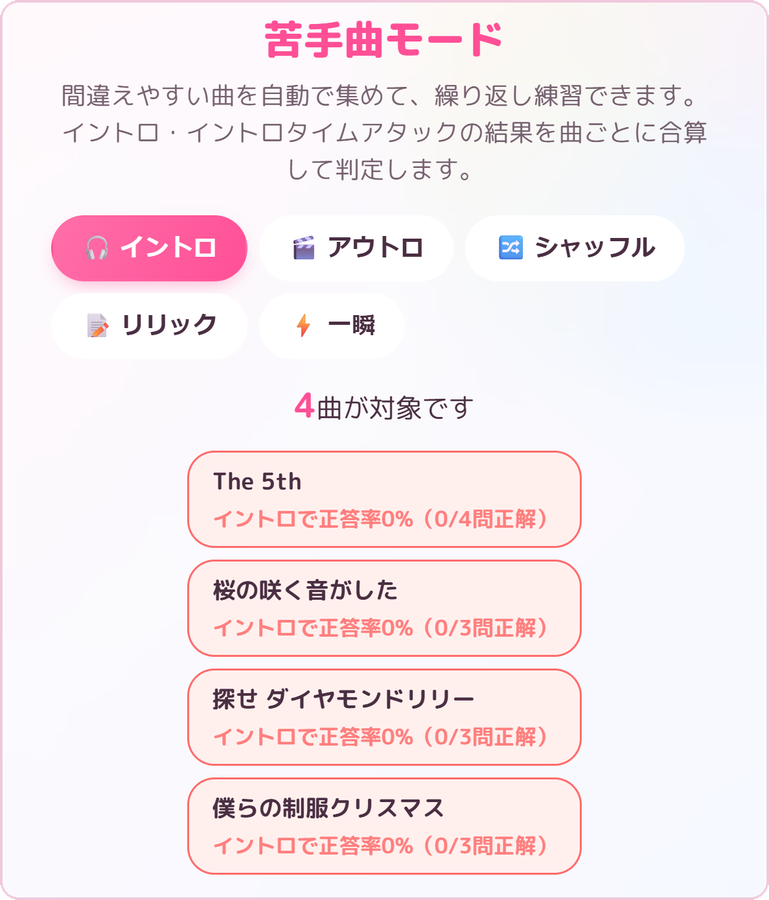 苦手曲モード
間違えやすい曲を自動で集めて、繰り返し練習できます。
イントロ・イントロタイムアタックの結果を曲ごとに合算
して判定します。
🎧 イントロ
🎬 アウトロ
🔀 シャッフル
📝 リリック
⚡ 一瞬
4曲が対象です
The 5th
イントロで正答率0%（0/4問正解）
桜の咲く音がした
イントロで正答率0%（0/3問正解）
探せ ダイヤモンドリリー
イントロで正答率0%（0/3問正解）
僕らの制服クリスマス
イントロで正答率0%（0/3問正解）